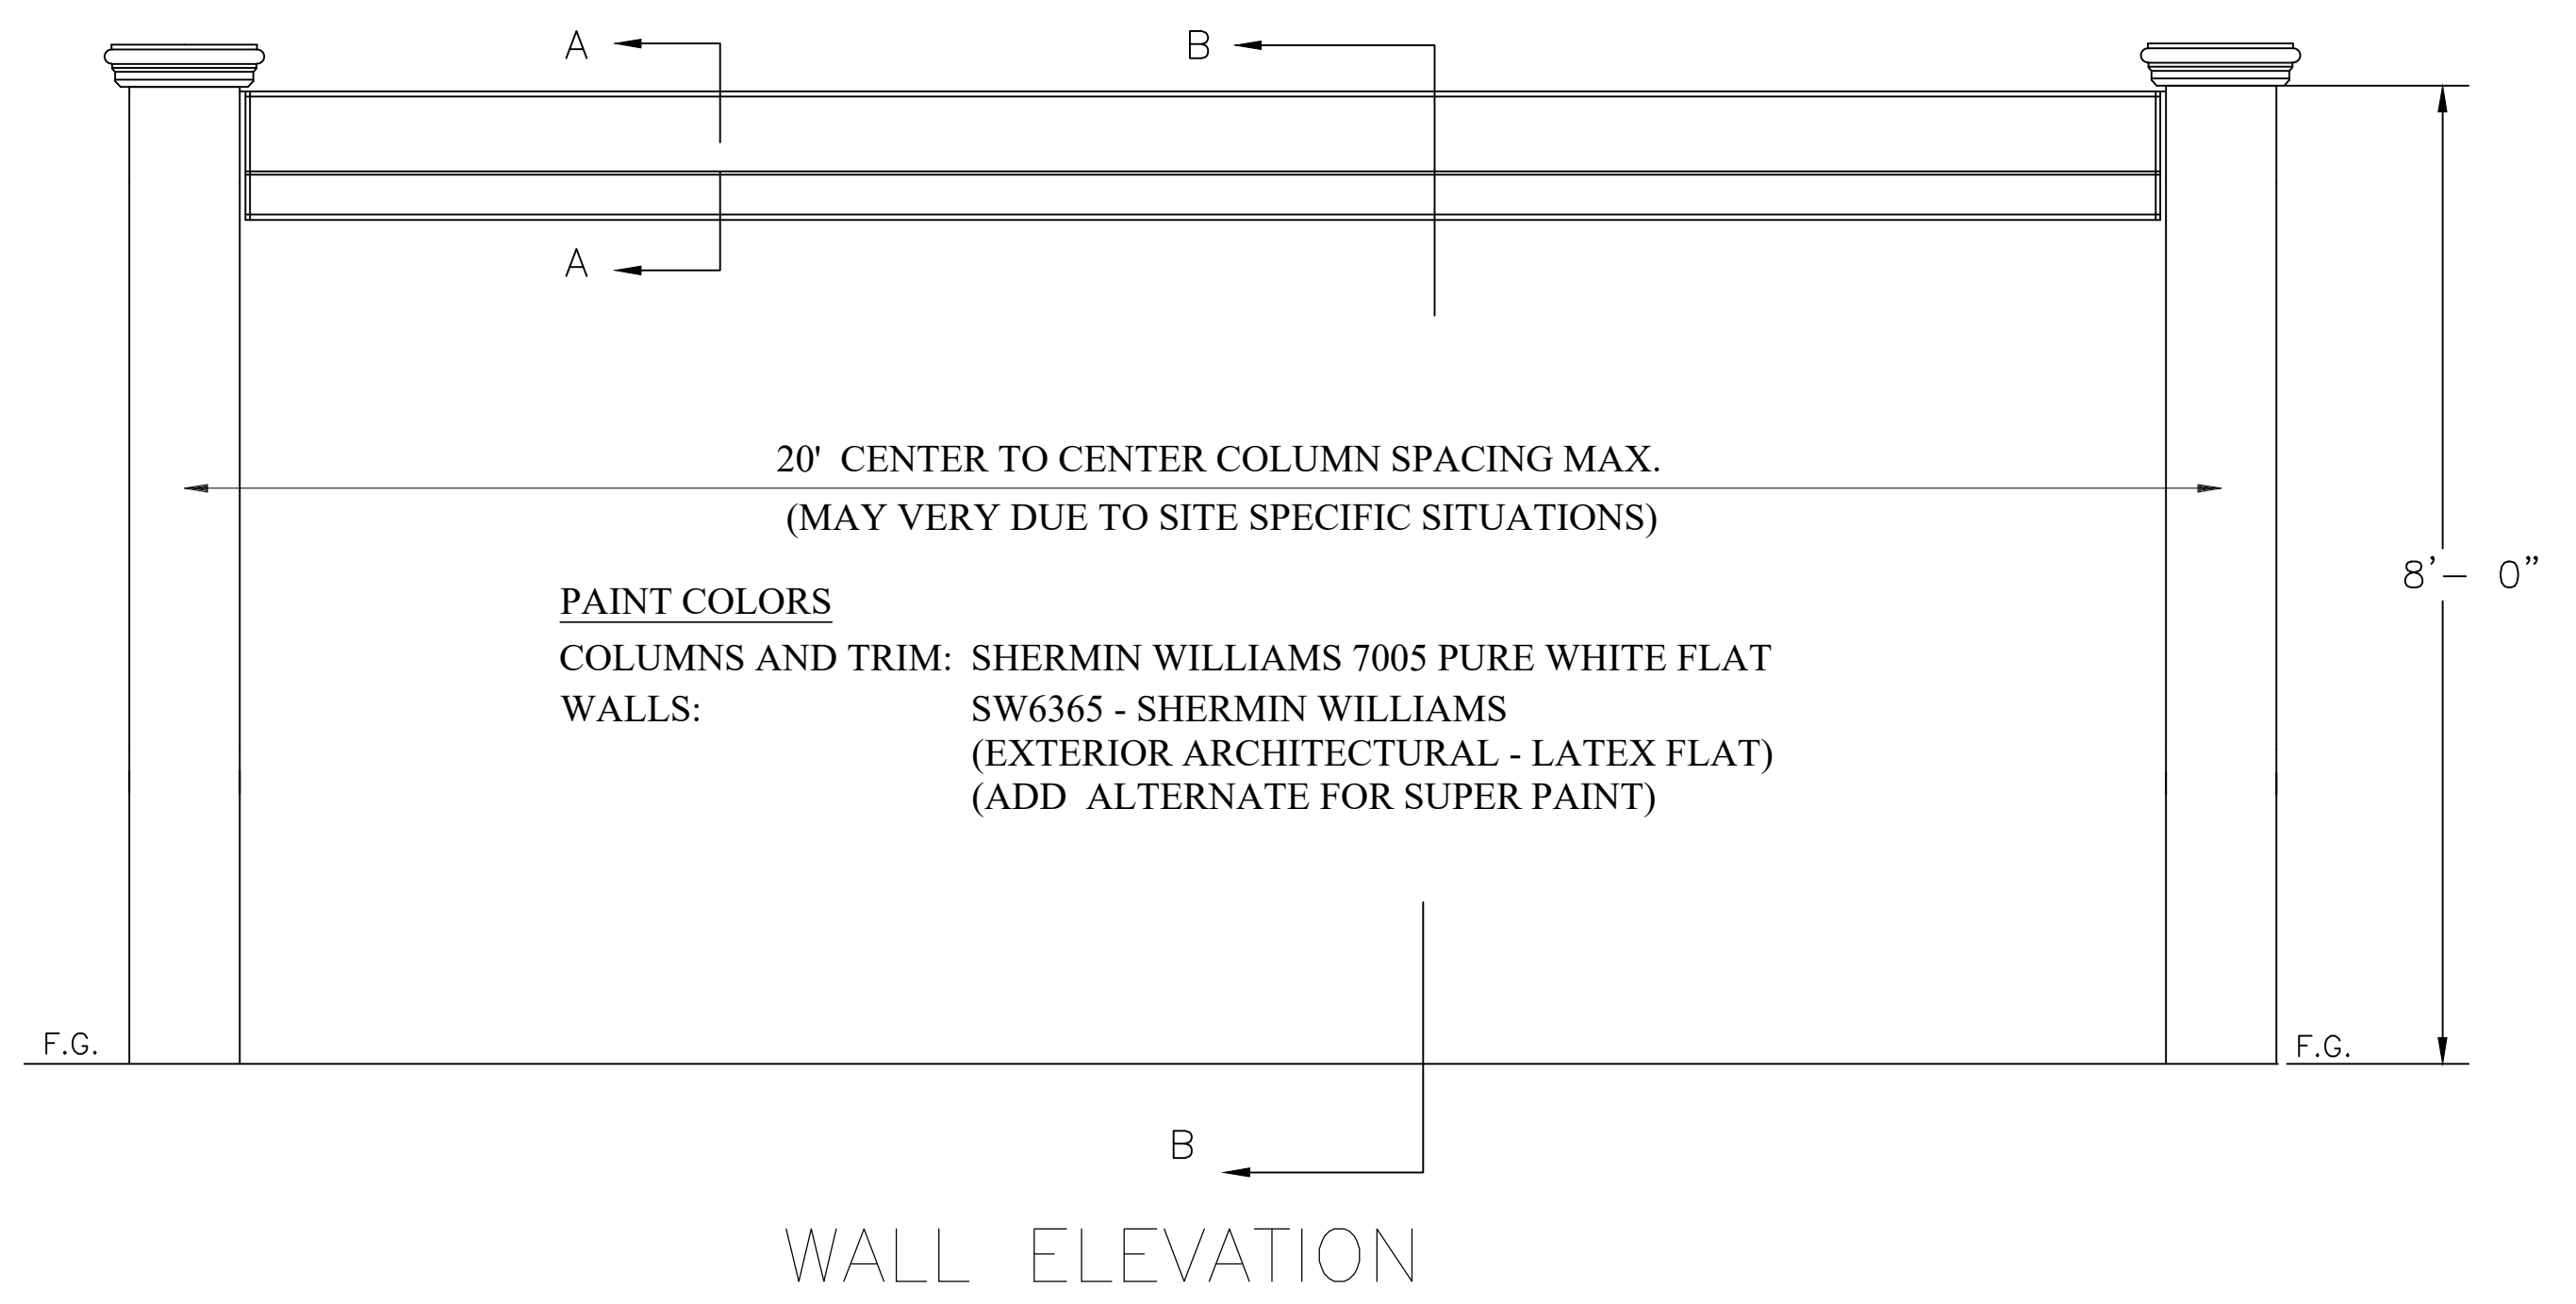 A
B
A
20' CENTER TO CENTER COLUMN SPACING MAX.
(MAY VERY DUE TO SITE SPECIFIC SITUATIONS)
8'- 0"
PAINT COLORS
COLUMNS AND TRIM: SHERMIN WILLIAMS 7005 PURE WHITE FLAT
WALLS: SW6365 - SHERMIN WILLIAMS
(EXTERIOR ARCHITECTURAL - LATEX FLAT)
(ADD ALTERNATE FOR SUPER PAINT)
F.G.
F.G.
B
WALL ELEVATION